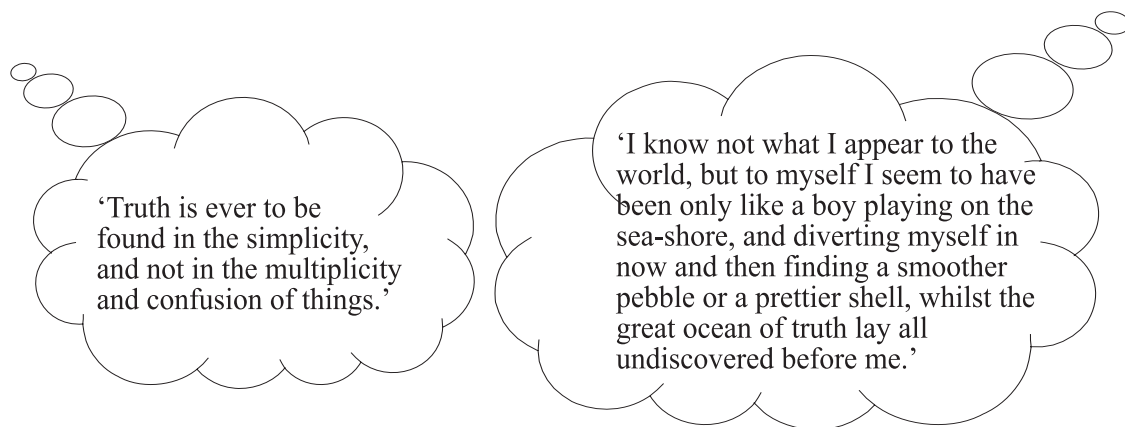 ‘Truth is ever to be
found in the simplicity,
and not in the multiplicity
and confusion of things.’
‘I know not what I appear to the
world, but to myself I seem to have
been only like a boy playing on the
sea-shore, and diverting myself in
now and then finding a smoother
pebble or a prettier shell, whilst the
great ocean of truth lay all
undiscovered before me.’